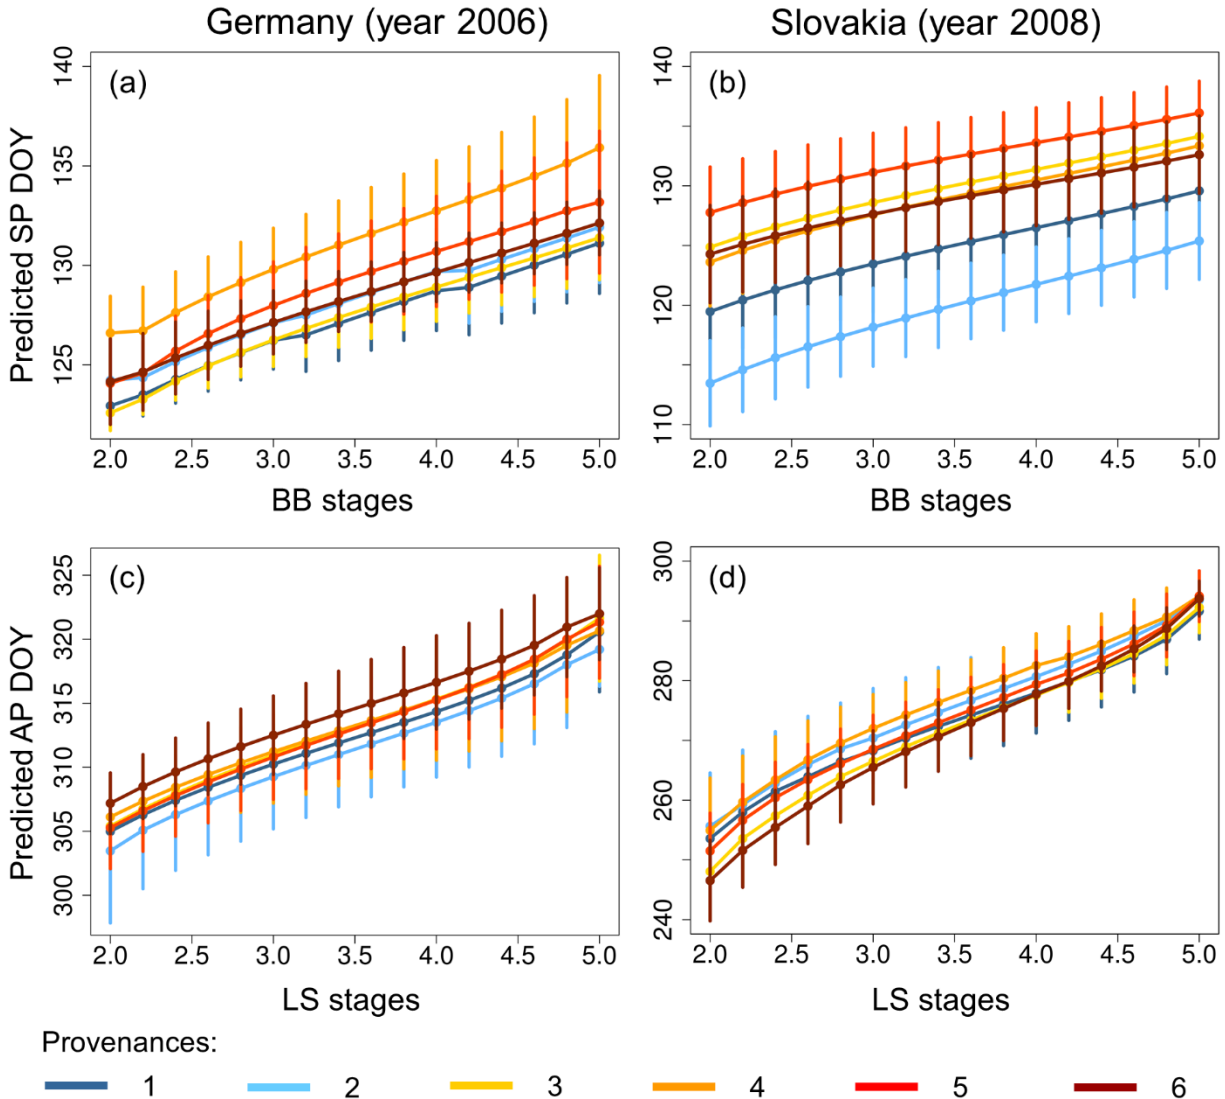 Germany (year 2006)
Slovakia (year 2008)
(a)
140
135
130
125
Predicted SP DOY
2.0 2.5 3.0 3.5 4.0 4.5 5.0
BB stages
(b)
140
130
120
110
2.0 2.5 3.0 3.5 4.0 4.5 5.0
BB stages
(c)
325
320
315
310
305
300
Predicted AP DOY
2.0 2.5 3.0 3.5 4.0 4.5 5.0
LS stages
(d)
300
280
260
240
2.0 2.5 3.0 3.5 4.0 4.5 5.0
LS stages
Provenances:
1 2 3 4 5 6